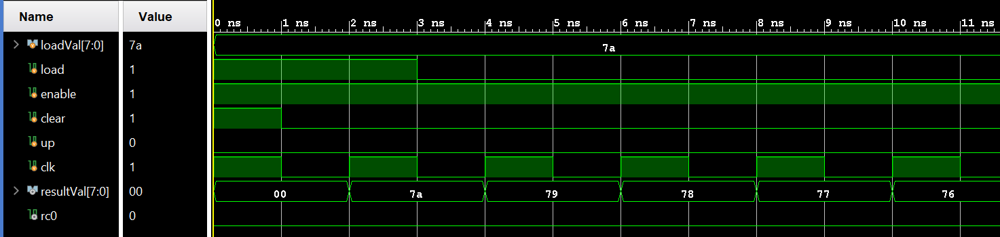 Name Value 0 ns 1 ns 2 ns 3 ns 4 ns 5 ns 6 ns 7 ns 8 ns 9 ns 10 ns 11 ns
loadVal[7:0] 7a 7a
load 1
enable 1
clear 1
up 0
clk 1
resultVal[7:0] 00 00 7a 79 78 77 76
rc0 0